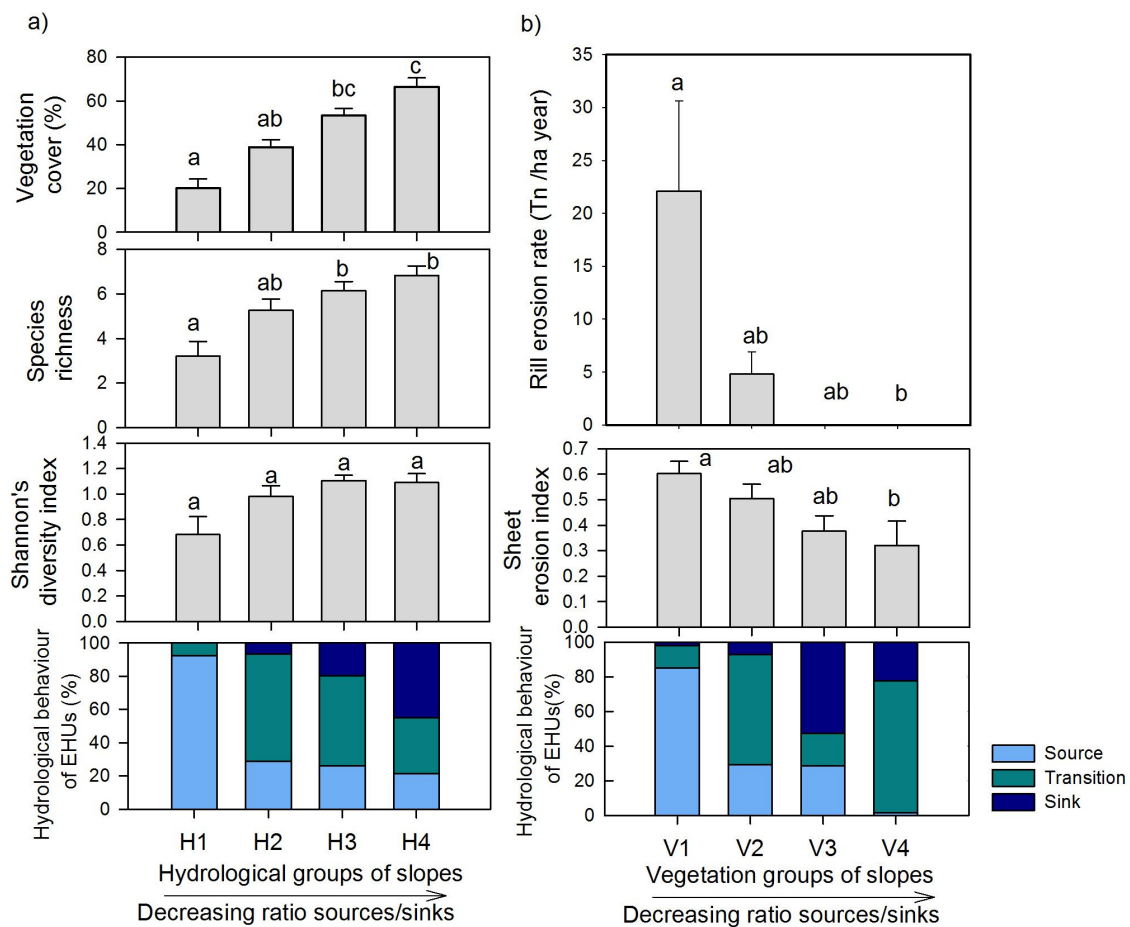 a)
Vegetation
cover (%)
80
60
40
20
0
a
ab
bc
c
Species
richness
8
6
4
2
0
a
ab
b
b
Shannon's
diversity index
1.4
1.2
1.0
0.8
0.6
0.4
0.2
0.0
a
a
a
a
Hydrological behaviour
of EHUs (%)
100
80
60
40
20
0
H1 H2 H3 H4
Hydrological groups of slopes
Decreasing ratio sources/sinks
b)
Rill erosion rate (Tn /ha year)
35
30
25
20
15
10
5
0
a
ab
ab
b
Sheet
erosion index
0.7
0.6
0.5
0.4
0.3
0.2
0.1
0.0
a
ab
ab
b
Hydrological behaviour
of EHUs(%)
100
80
60
40
20
0
V1 V2 V3 V4
Vegetation groups of slopes
Decreasing ratio sources/sinks
Source
Transition
Sink